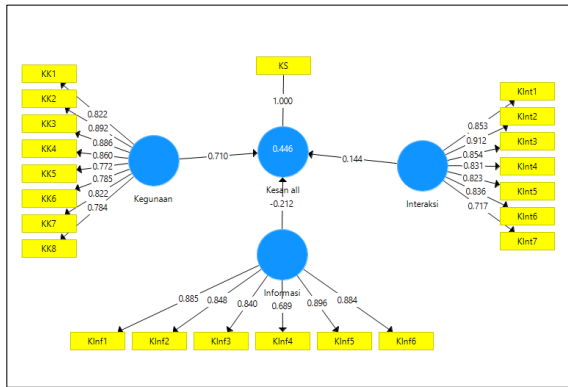 KS
1.000
0.446
Kesan all
KK1
KK2
KK3
KK4
KK5
KK6
KK7
KK8
0.822
0.892
0.886
0.860
0.772
0.785
0.822
0.784
Kegunaan
0.710
0.144
-0.212
Interaksi
0.853
0.912
0.854
0.831
0.823
0.836
0.717
KInt1
KInt2
KInt3
KInt4
KInt5
KInt6
KInt7
Informasi
0.885
0.848
0.840
0.689
0.896
0.884
KInf1
KInf2
KInf3
KInf4
KInf5
KInf6